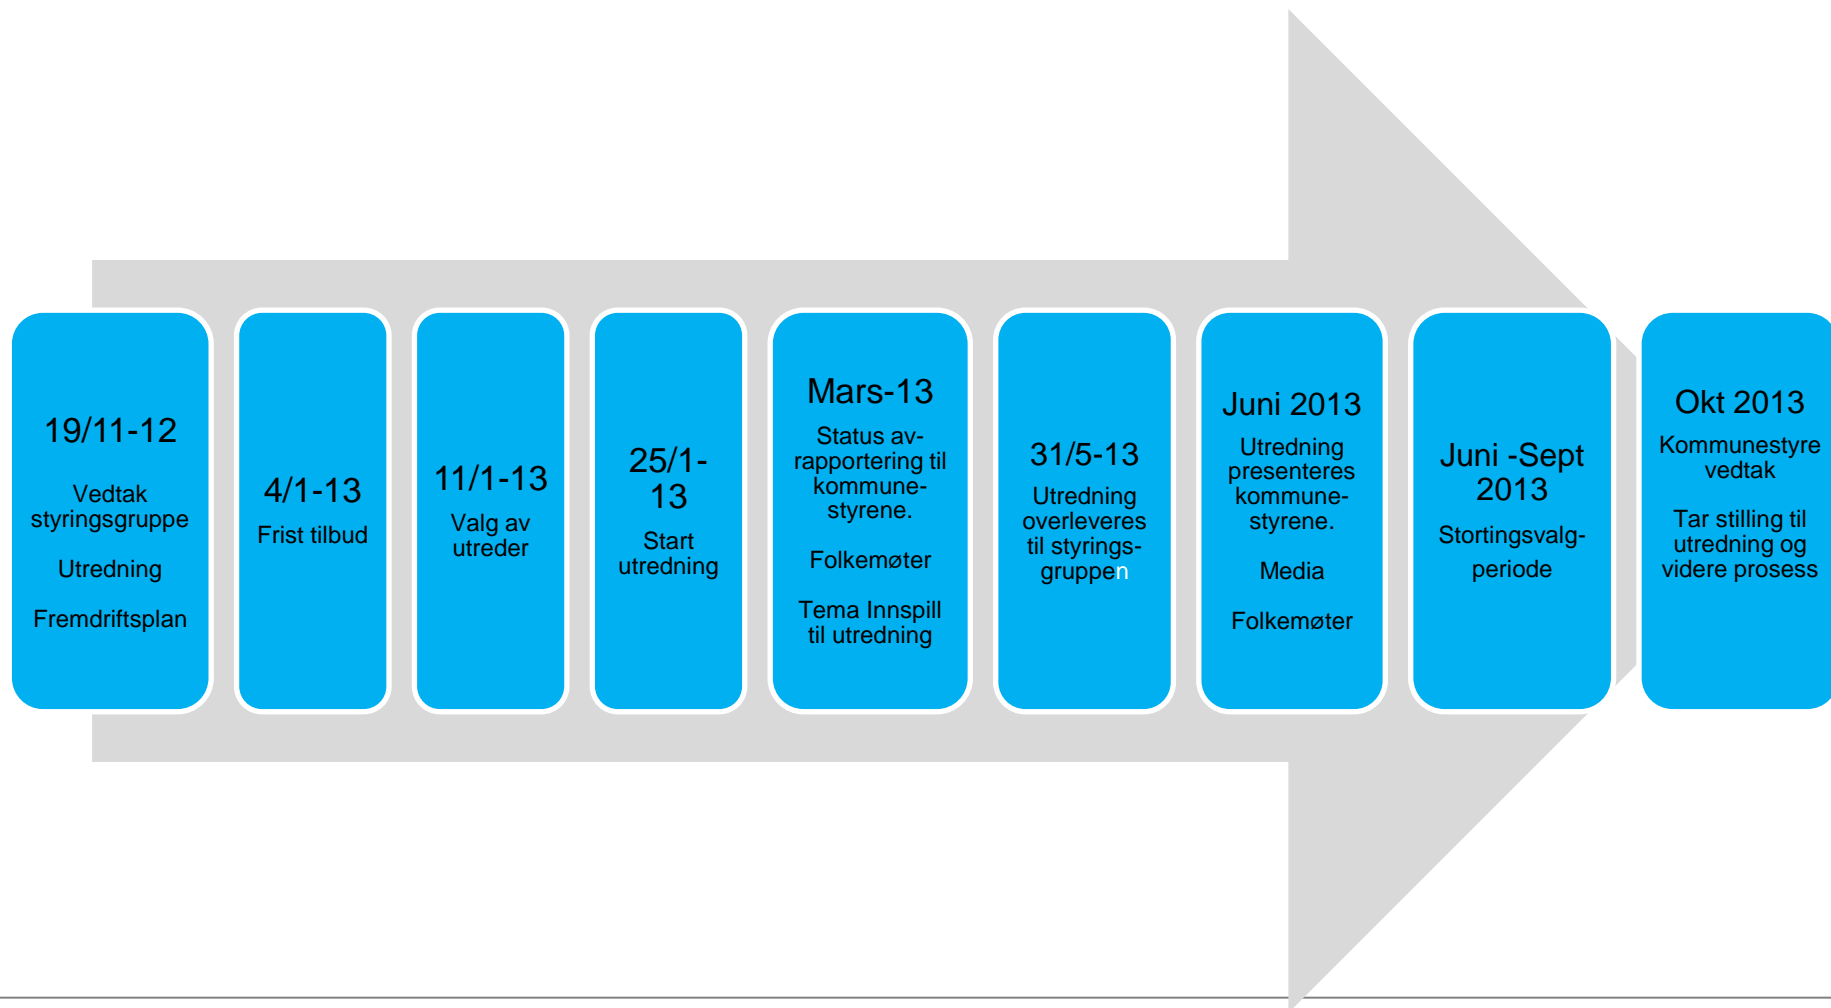 19/11-12
Vedtak
styringsgruppe
Utredning
Fremdriftsplan
4/1-13
Frist tilbud
11/1-13
Valg av
utreder
25/1-
13
Start
utredning
Mars-13
Status av-
rapportering til
kommune-
styrene.
Folkemøter
Tema Innspill
til utredning
31/5-13
Utredning
overleveres
til styrings-
gruppen
Juni 2013
Utredning
presenteres
kommune-
styrene.
Media
Folkemøter
Juni -Sept
2013
Stortingsvalg-
periode
Okt 2013
Kommunestyre
vedtak
Tar stilling til
utredning og
videre prosess